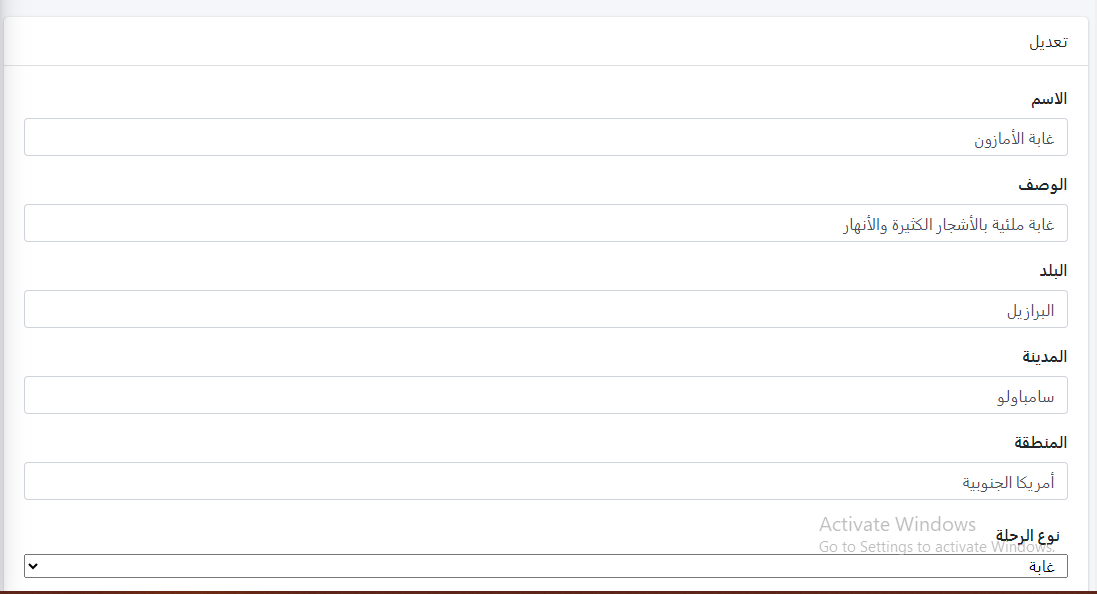 تعديل
الاسم
غابة الأمازون
الوصف
غابة ملئية بالأشجار الكثيرة والأنهار
البلد
البرازيل
المدينة
سامباولو
المنطقة
أمريكا الجنوبية
Activate Windows
نوع الرحلة
Go to Settings to activate Windows.
غابة